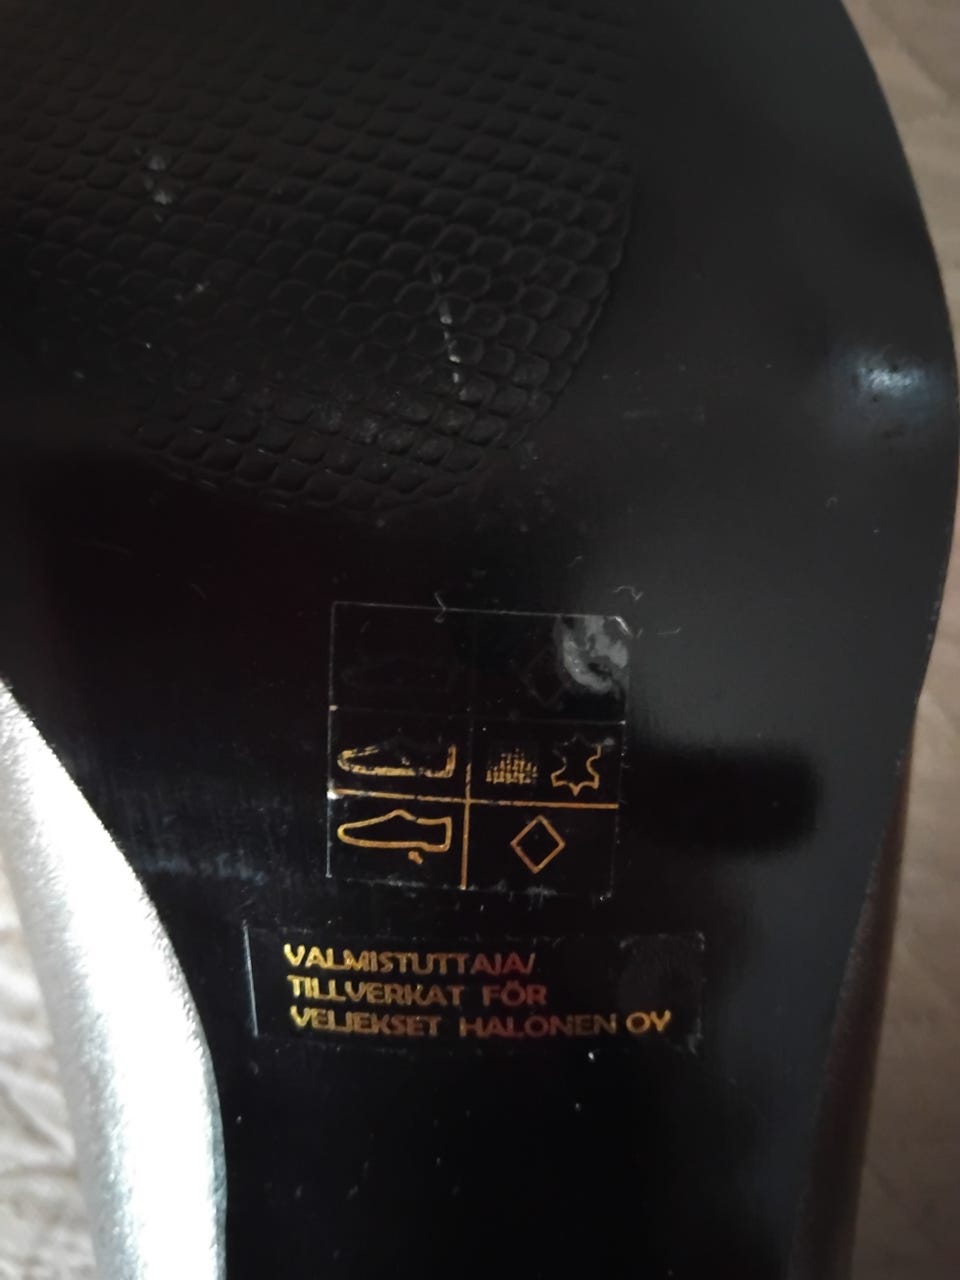 VALMISTUTTAJA/
TILLVERKAT FÖR
VELJEKSET HALONEN OY